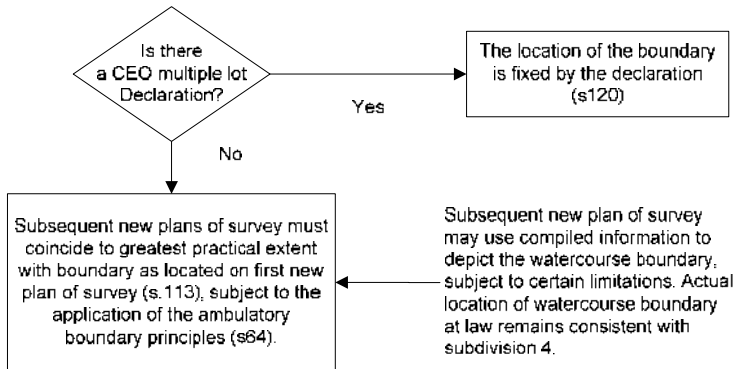 Is there
a CEO multiple lot
Declaration?
The location of the boundary
is fixed by the declaration
(s120)
Yes
No
Subsequent new plans of survey must
coincide to greatest practical extent
with boundary as located on first new
plan of survey (s.113), subject to the
application of the ambulatory
boundary principles (s64).
Subsequent new plan of survey
may use compiled information to
depict the watercourse boundary,
subject to certain limitations. Actual
location of watercourse boundary
at law remains consistent with
subdivision 4.